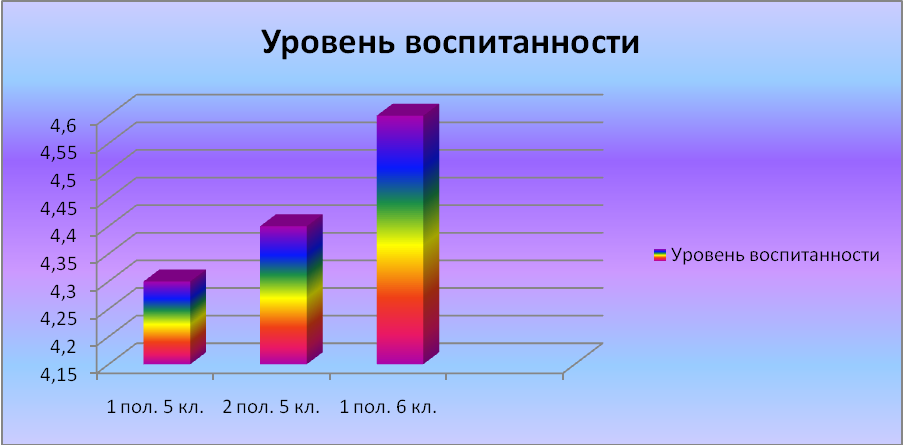 Уровень воспитанности
4,6
4,55
4,5
4,45
4,4
4,35
4,3
4,25
4,2
4,15
1 пол. 5 кл.
2 пол. 5 кл.
1 пол. 6 кл.
Уровень воспитанности